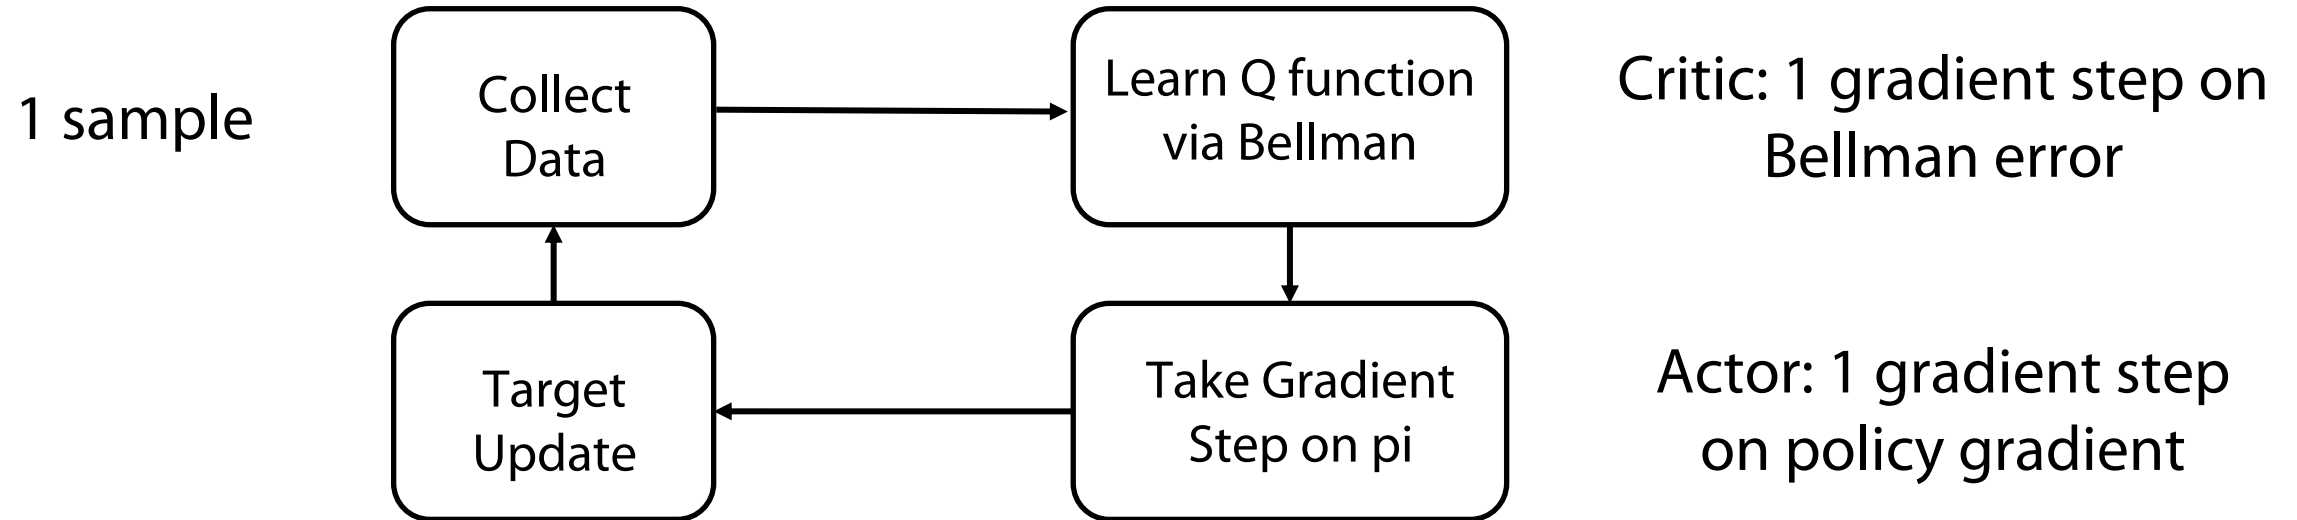 1 sample
Collect
Data
Learn Q function
via Bellman
Critic: 1 gradient step on
Bellman error
Target
Update
Take Gradient
Step on pi
Actor: 1 gradient step
on policy gradient